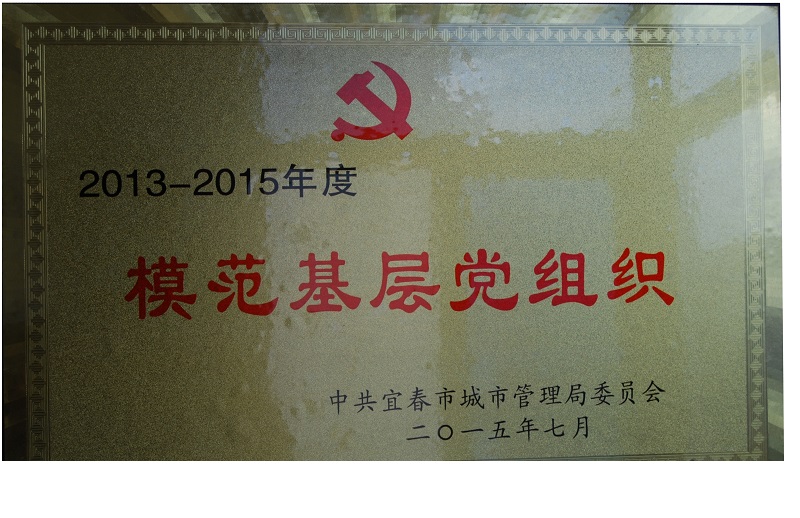 2013-2015年度
模范基层党组织
中共宜春市城市管理局委员会
二〇一五年七月